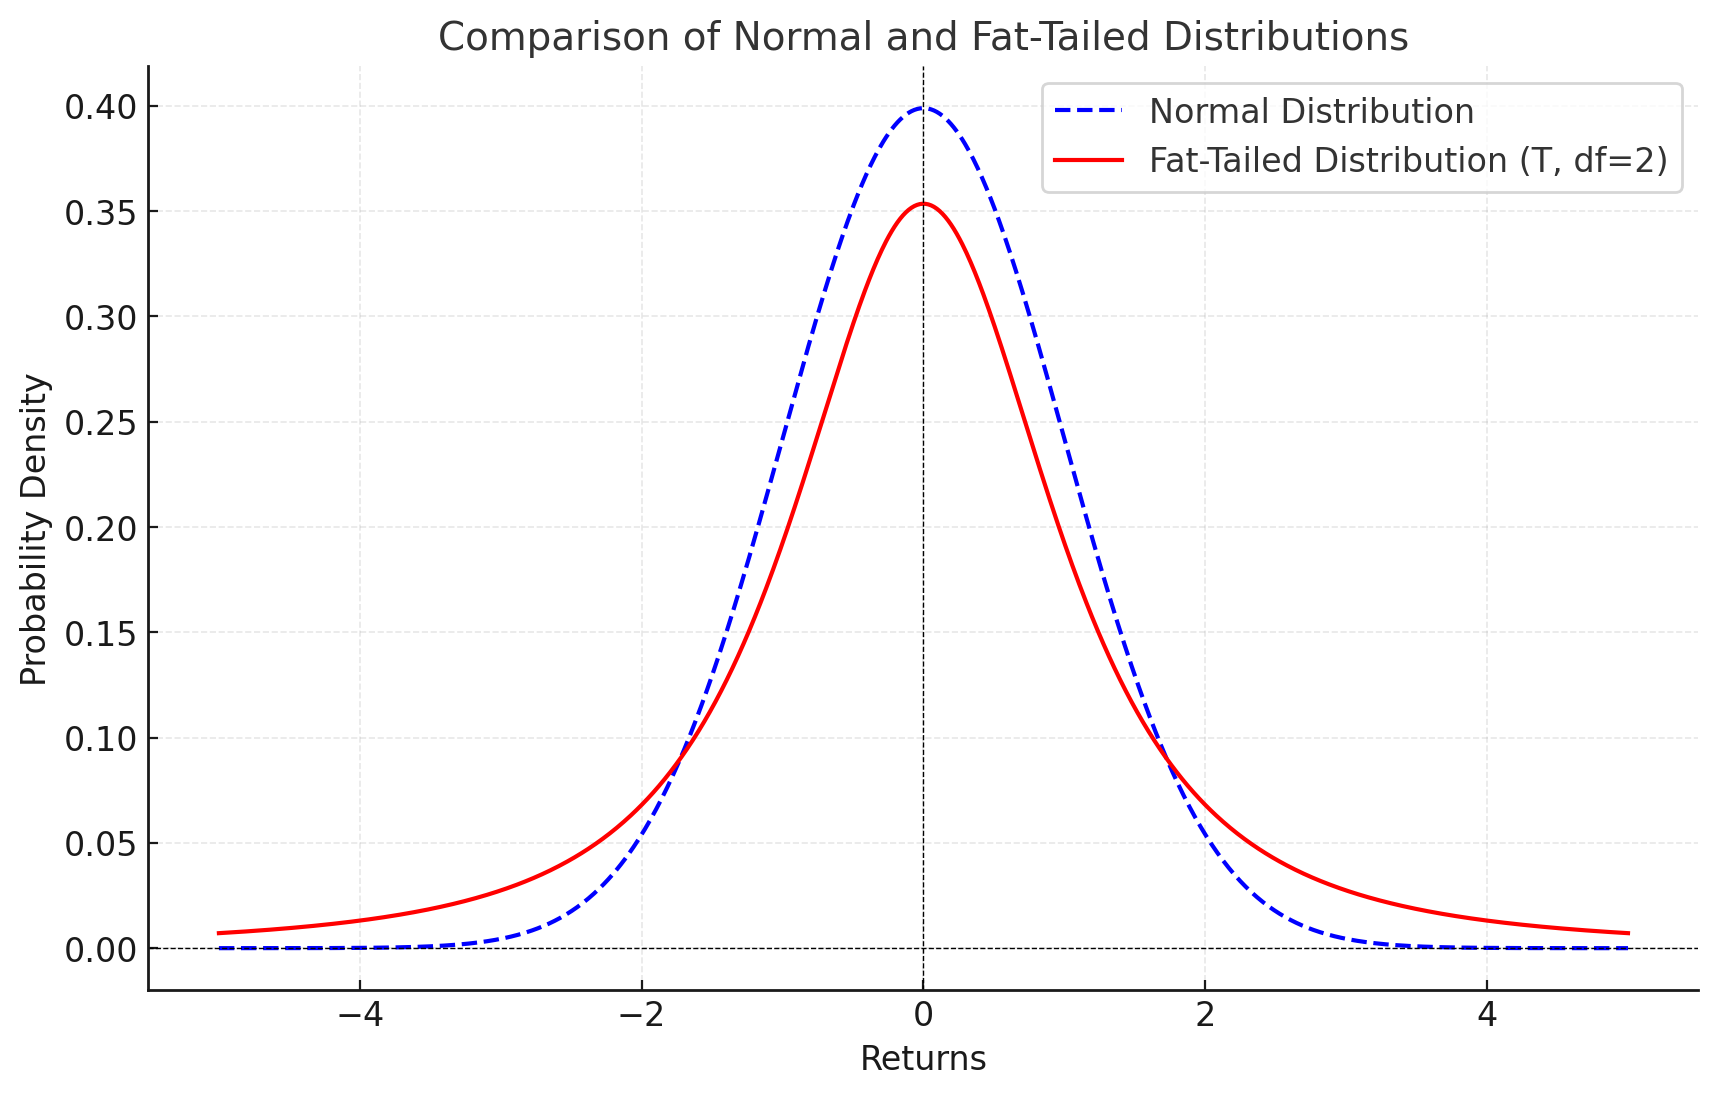 Comparison of Normal and Fat-Tailed Distributions
Normal Distribution
Fat-Tailed Distribution (T, df=2)
Probability Density
0.40
0.35
0.30
0.25
0.20
0.15
0.10
0.05
0.00
−4
−2
0
2
4
Returns